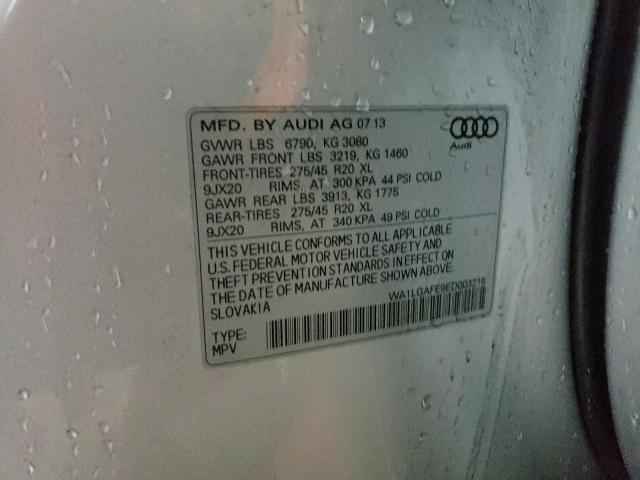 MFD. BY AUDI AG 07 13
Audi
GVWR LBS 6790, KG 3080
GAWR FRONT LBS 3219, KG 1460
FRONT-TIRES 275/45 R20 XL
9JX20 RIMS, AT 300 KPA 44 PSI COLD
GAWR REAR LBS 3913, KG 1775
REAR-TIRES 275/45 R20 XL
9JX20 RIMS, AT 340 KPA 49 PSI COLD
THIS VEHICLE CONFORMS TO ALL APPLICABLE
U.S. FEDERAL MOTOR VEHICLE SAFETY AND
THEFT PREVENTION STANDARDS IN EFFECT ON
THE DATE OF MANUFACTURE SHOWN ABOVE.
SLOVAKIA
WA1LGAFE9ED003216
TYPE:
MPV